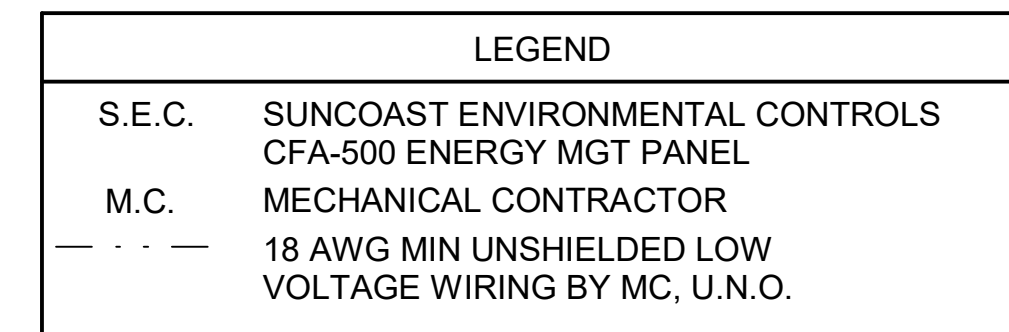 LEGEND
S.E.C. SUNCOAST ENVIRONMENTAL CONTROLS
CFA-500 ENERGY MGT PANEL
M.C. MECHANICAL CONTRACTOR
18 AWG MIN UNSHIELDED LOW
VOLTAGE WIRING BY MC, U.N.O.